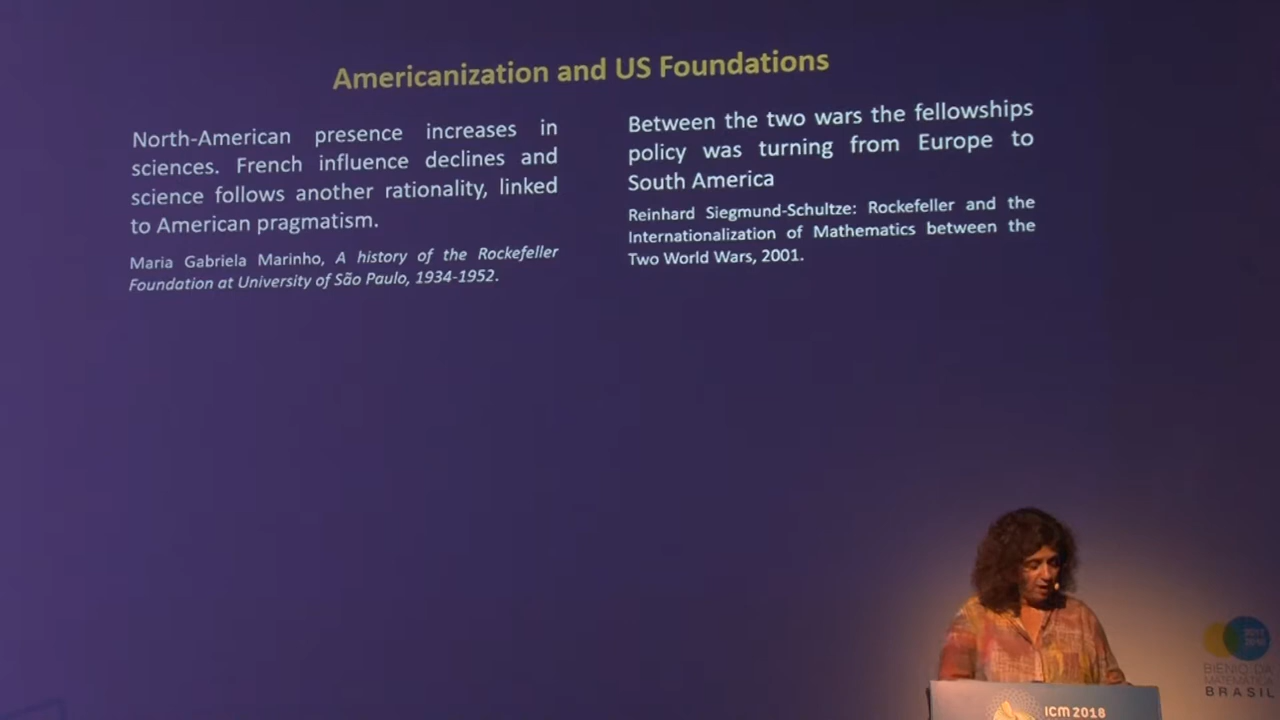 Americanization and US Foundations
North-American presence increases in
sciences. French influence declines and
science follows another rationality, linked
to American pragmatism.
Maria Gabriela Marinho, A history of the Rockefeller
Foundation at University of São Paulo, 1934-1952.
Between the two wars the fellowships
policy was turning from Europe to
South America
Reinhard Siegmund-Schultze: Rockefeller and the
Internationalization of Mathematics between the
Two World Wars, 2001.
ICM 2018
BIENIO DA
MATEMÁTICA
BRASIL